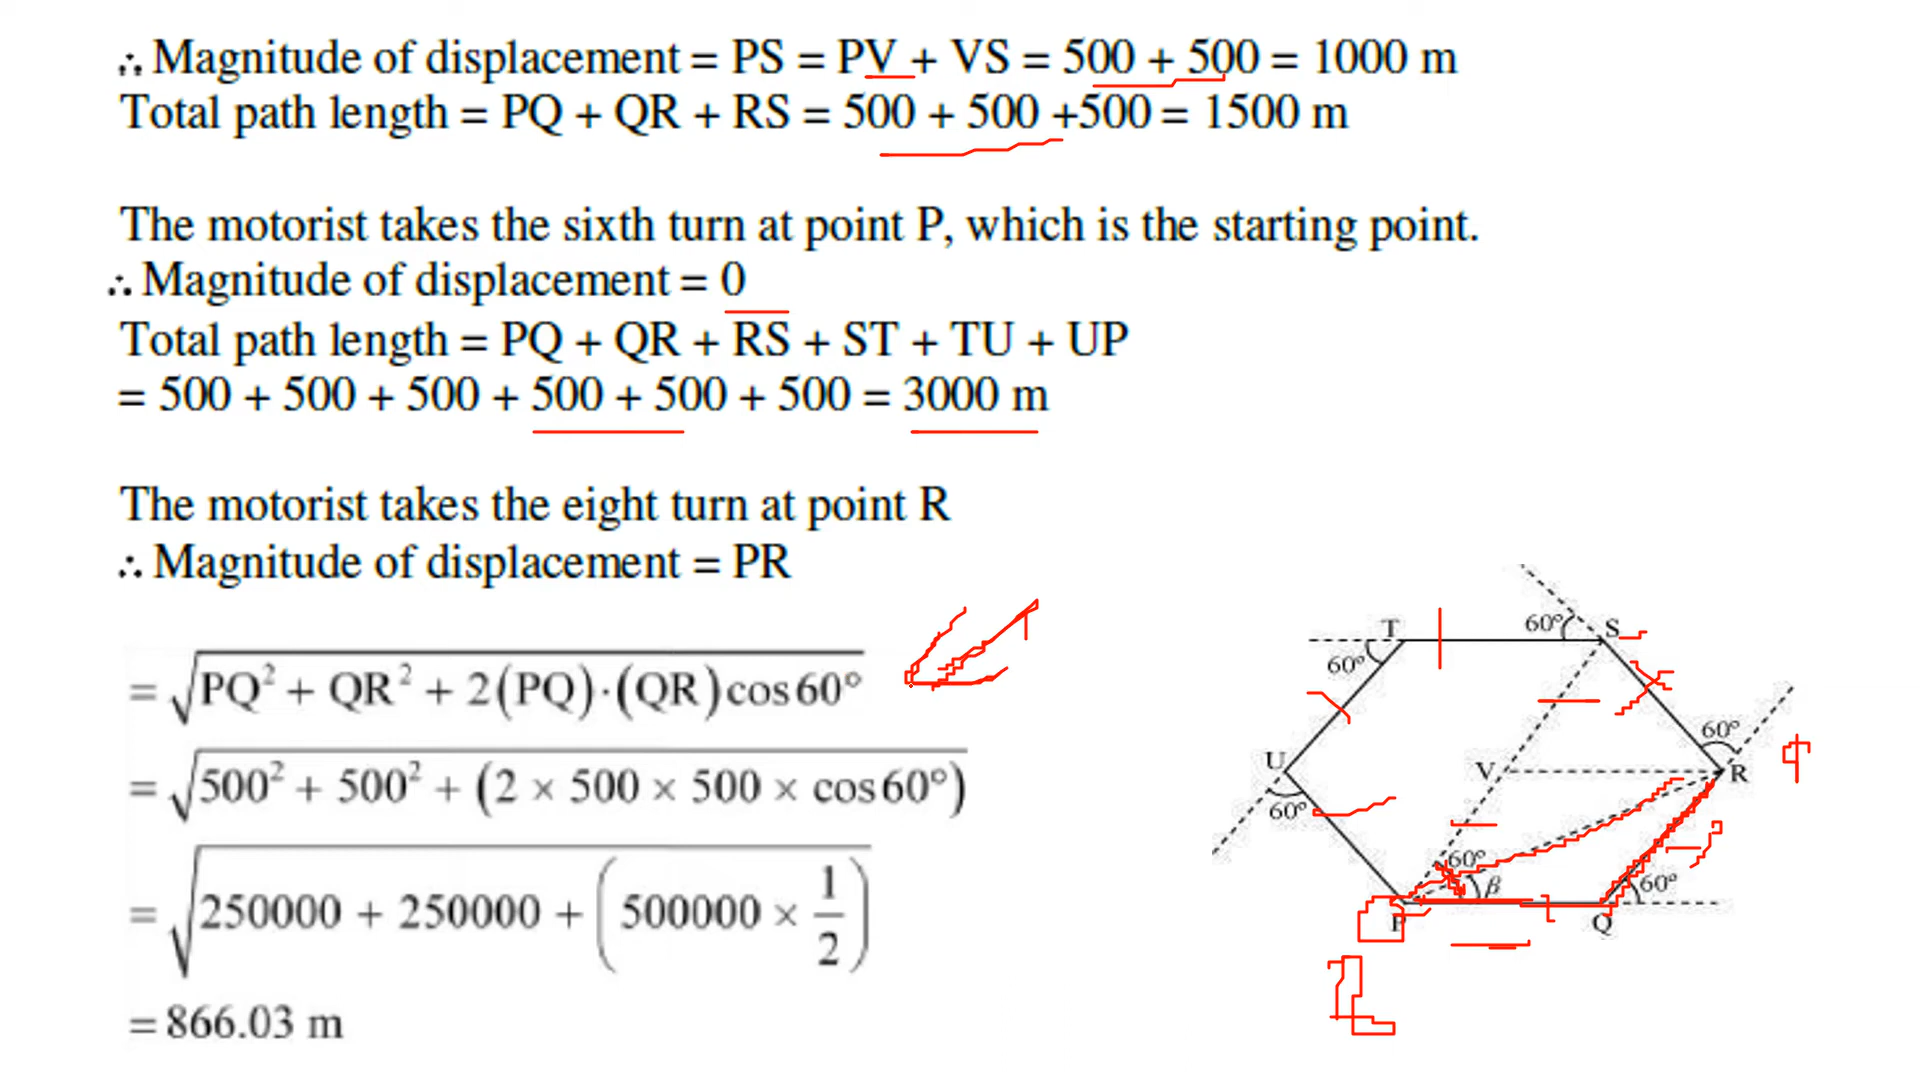 ∴ Magnitude of displacement = PS = PV + VS = 500 + 500 = 1000 m
Total path length = PQ + QR + RS = 500 + 500 +500 = 1500 m
The motorist takes the sixth turn at point P, which is the starting point.
∴ Magnitude of displacement = 0
Total path length = PQ + QR + RS + ST + TU + UP
= 500 + 500 + 500 + 500 + 500 + 500 = 3000 m
The motorist takes the eight turn at point R
∴ Magnitude of displacement = PR
= √(PQ² + QR² + 2(PQ)·(QR)cos60°)
= √(500² + 500² + (2 × 500 × 500 × cos60°))
= √(250000 + 250000 + (500000 × 1/2))
= 866.03 m
T
60°
S
60°
60°
U
V
R
60°
60°
β
60°
P
Q